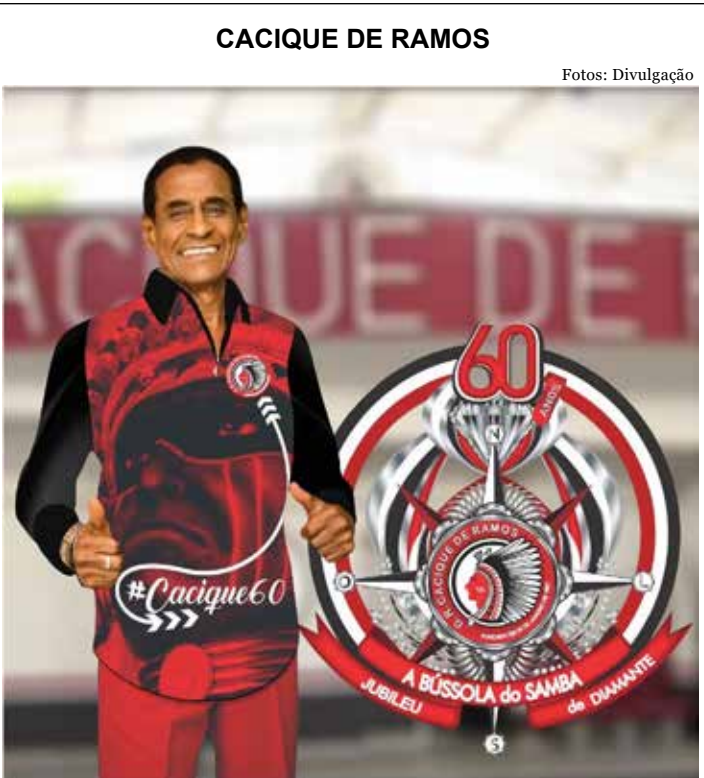 CACIQUE DE RAMOS
Fotos: Divulgação
ACIQUE DE R
#Cacique60
60
ANOS
N
O
L
S
G. R. CACIQUE DE RAMOS
A BÚSSOLA do SAMBA
JUBILEU
de DIAMANTE